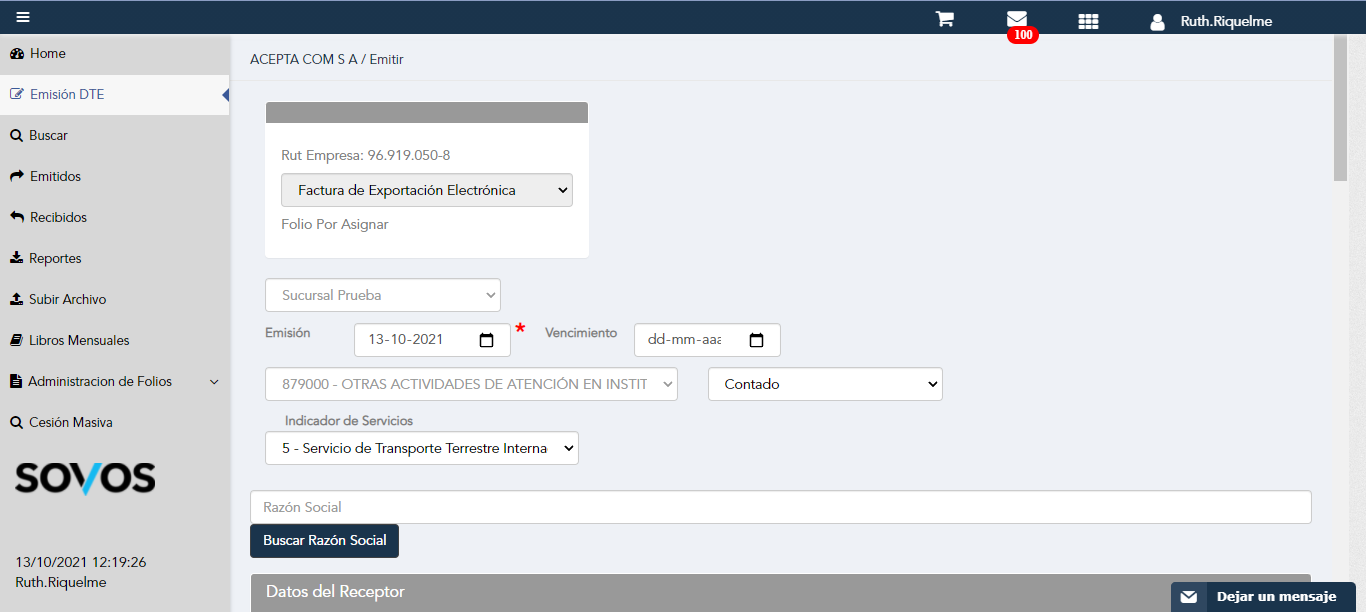 Ruth.Riquelme
100
Home
Emisión DTE
Buscar
Emitidos
Recibidos
Reportes
Subir Archivo
Libros Mensuales
Administracion de Folios
Cesión Masiva
SOVOS
13/10/2021 12:19:26
Ruth.Riquelme
ACEPTA COM S A / Emitir
Rut Empresa: 96.919.050-8
Factura de Exportación Electrónica
Folio Por Asignar
Sucursal Prueba
Emisión 13-10-2021 * Vencimiento dd-mm-aaa
879000 - OTRAS ACTIVIDADES DE ATENCIÓN EN INSTIT Contado
Indicador de Servicios
5 - Servicio de Transporte Terrestre Interna
Razón Social
Buscar Razón Social
Datos del Receptor
Dejar un mensaje